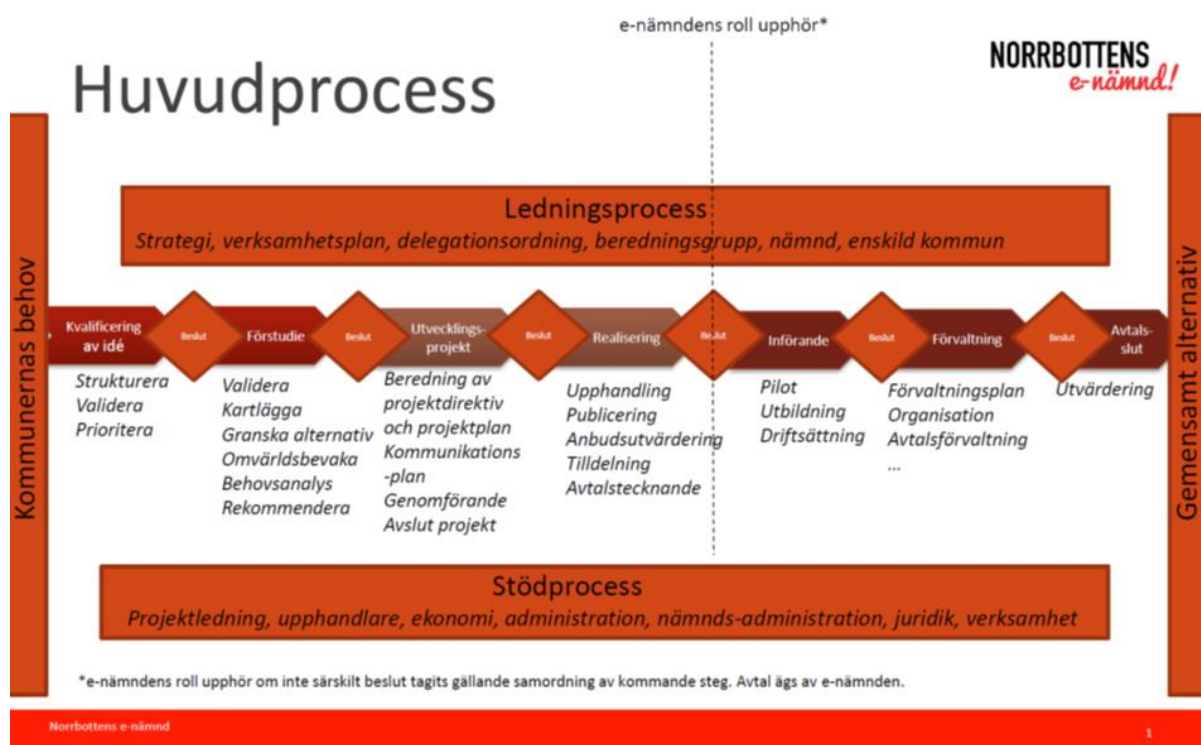 e-nämndens roll upphör*
NORRBOTTENS
e-nämnd!
Huvudprocess
Kommunernas behov
Ledningsprocess
Strategi, verksamhetsplan, delegationsordning, beredningsgrupp, nämnd, enskild kommun
Kvalificering
av idé
Strukturera
Validera
Prioritera
Beslut
Förstudie
Validera
Kartlägga
Granska alternativ
Omvärldsbevaka
Behovsanalys
Rekommendera
Beslut
Utvecklings-
projekt
Beredning av
projektdirektiv
och projektplan
Kommunikations
-plan
Genomförande
Avslut projekt
Beslut
Realisering
Upphandling
Publicering
Anbudsutvärdering
Tilldelning
Avtalstecknande
Beslut
Införande
Pilot
Utbildning
Driftsättning
Beslut
Förvaltning
Förvaltningsplan
Organisation
Avtalsförvaltning
...
Beslut
Avtals-
slut
Utvärdering
Gemensamt alternativ
Stödprocess
Projektledning, upphandlare, ekonomi, administration, nämnds-administration, juridik, verksamhet
*e-nämndens roll upphör om inte särskilt beslut tagits gällande samordning av kommande steg. Avtal ägs av e-nämnden.
Norrbottens e-nämnd
1